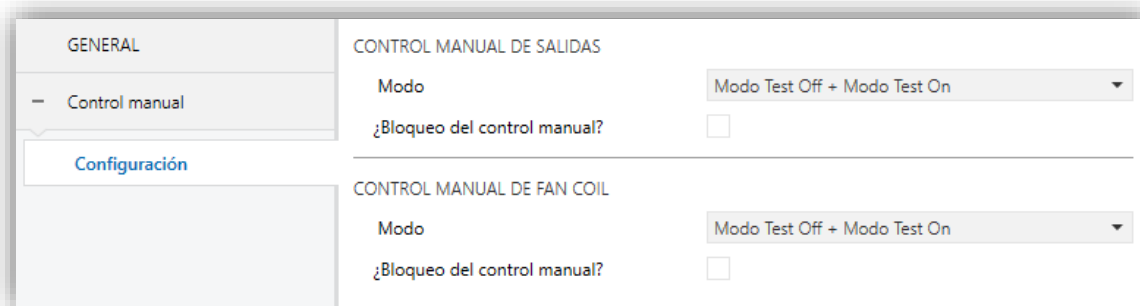 GENERAL
Control manual
Configuración
CONTROL MANUAL DE SALIDAS
Modo
Modo Test Off + Modo Test On
¿Bloqueo del control manual?
CONTROL MANUAL DE FAN COIL
Modo
Modo Test Off + Modo Test On
¿Bloqueo del control manual?